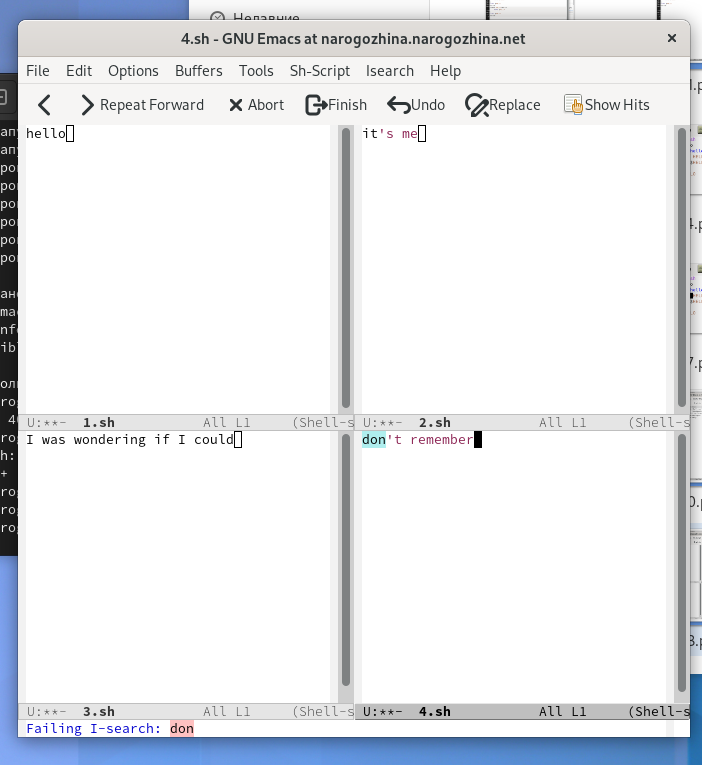 Недавние
4.sh - GNU Emacs at narogozhina.narogozhina.net
File Edit Options Buffers Tools Sh-Script Isearch Help
Repeat Forward Abort Finish Undo Replace Show Hits
hello
it's me
U:**- 1.sh All L1 (Shell-s
U:**- 2.sh All L1 (Shell-s
I was wondering if I could
don't remember
U:**- 3.sh All L1 (Shell-s
U:**- 4.sh All L1 (Shell-s
Failing I-search: don